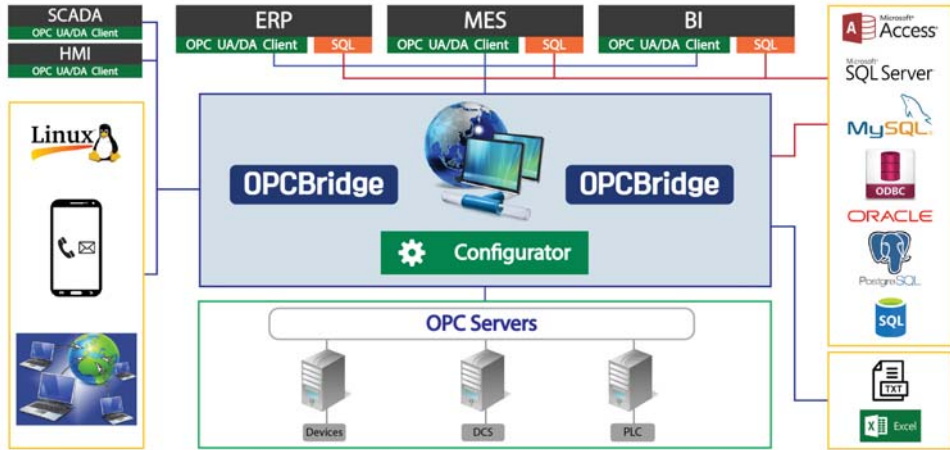 SCADA
OPC UA/DA Client
HMI
OPC UA/DA Client
ERP
OPC UA/DA Client SQL
MES
OPC UA/DA Client SQL
BI
OPC UA/DA Client SQL
Linux
OPCBridge
OPCBridge
Configurator
OPC Servers
Devices
DCS
PLC
Microsoft
Access
Microsoft
SQL Server
MySQL
ODBC
ORACLE
PostgreSQL
SQL
TXT
Excel